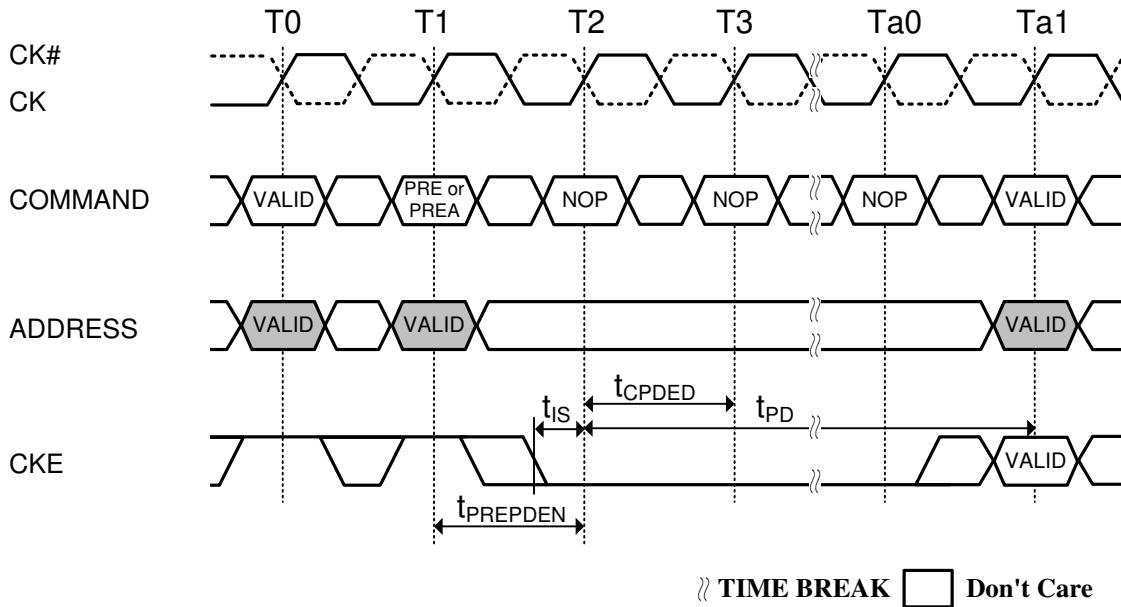 T0 T1 T2 T3 Ta0 Ta1
CK#
CK
COMMAND VALID PRE or PREA NOP NOP NOP VALID
ADDRESS VALID VALID VALID
tCPDED
tIS tPD
CKE VALID
tPREPDEN
TIME BREAK Don't Care